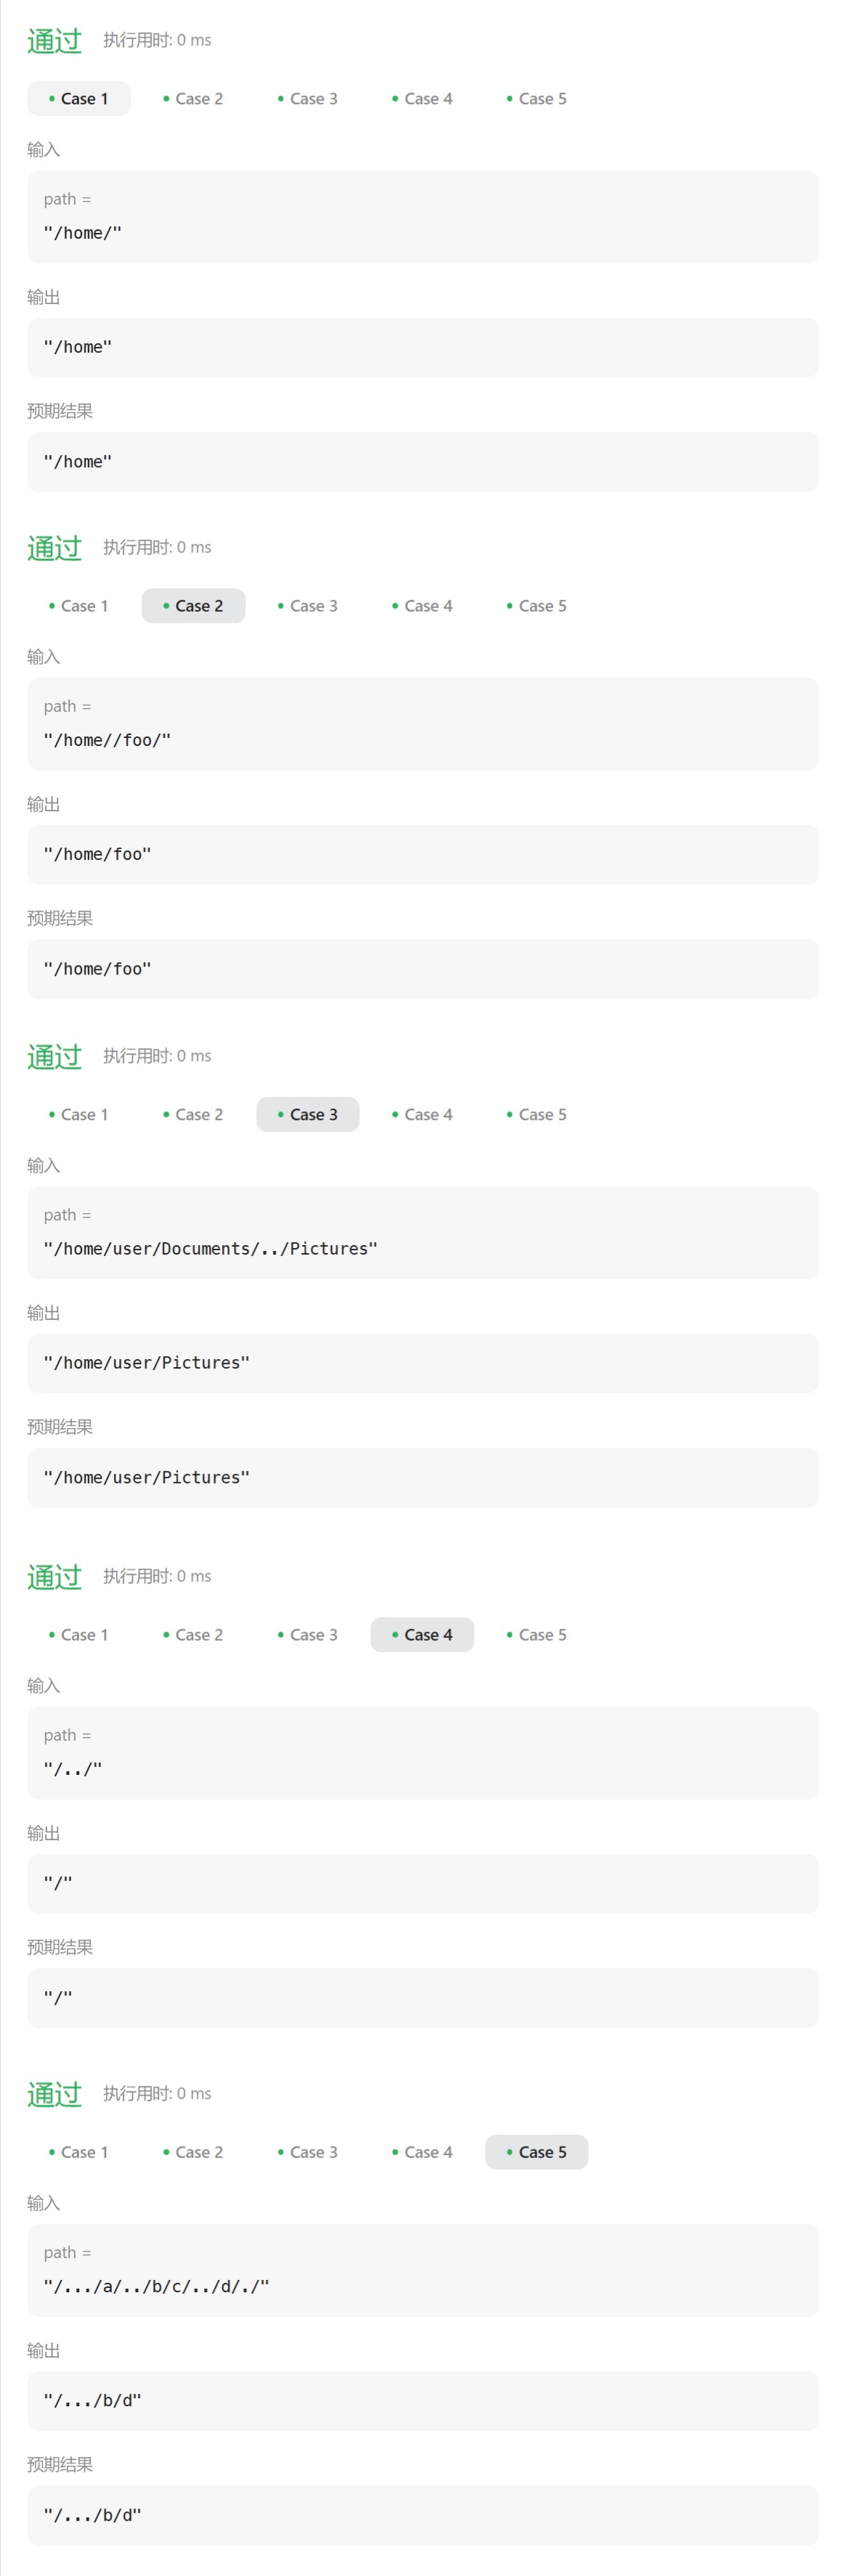 通过 执行用时: 0 ms
Case 1 Case 2 Case 3 Case 4 Case 5
输入
path =
"/home/"
输出
"/home"
预期结果
"/home"
通过 执行用时: 0 ms
Case 1 Case 2 Case 3 Case 4 Case 5
输入
path =
"/home//foo/"
输出
"/home/foo"
预期结果
"/home/foo"
通过 执行用时: 0 ms
Case 1 Case 2 Case 3 Case 4 Case 5
输入
path =
"/home/user/Documents/../Pictures"
输出
"/home/user/Pictures"
预期结果
"/home/user/Pictures"
通过 执行用时: 0 ms
Case 1 Case 2 Case 3 Case 4 Case 5
输入
path =
"/../"
输出
"/"
预期结果
"/"
通过 执行用时: 0 ms
Case 1 Case 2 Case 3 Case 4 Case 5
输入
path =
"/.../a/../b/c/../d/./"
输出
"/.../b/d"
预期结果
"/.../b/d"